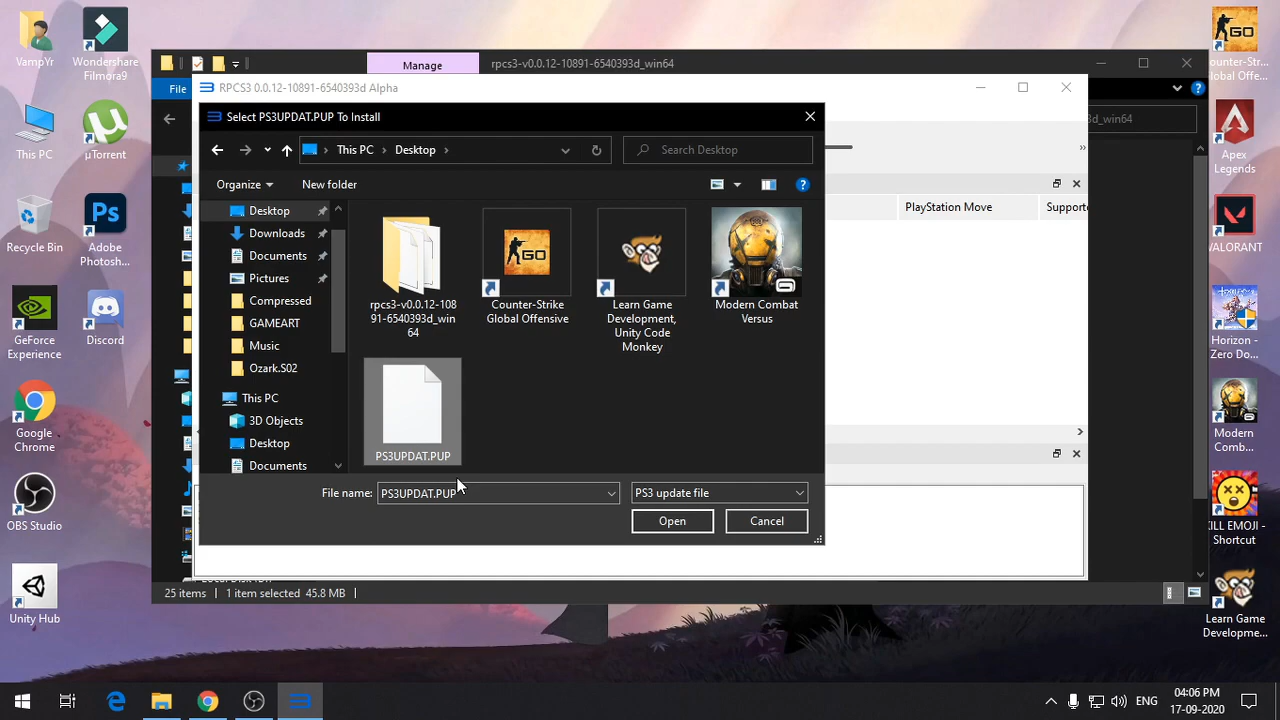 VampYr
Wondershare
Filmora9
This PC
µTorrent
Recycle Bin
Adobe
Photosh...
GeForce
Experience
Discord
Google
Chrome
OBS Studio
Unity Hub
Manage
rpcs3-v0.0.12-10891-6540393d_win64
File
RPCS3 0.0.12-10891-6540393d Alpha
3d_win64
Select PS3UPDAT.PUP To Install
This PC
Desktop
Search Desktop
Organize
New folder
PlayStation Move
Supporte
Desktop
Downloads
Documents
Pictures
Compressed
GAMEART
Music
Ozark.S02
This PC
3D Objects
Desktop
Documents
rpcs3-v0.0.12-108
91-6540393d_win
64
Counter-Strike
Global Offensive
Learn Game
Development,
Unity Code
Monkey
Modern Combat
Versus
PS3UPDAT.PUP
File name:
PS3UPDAT.PUP
PS3 update file
Open
Cancel
25 items
1 item selected 45.8 MB
GO
ounter-Str...
lobal Offe...
Apex
Legends
VALORANT
Horizon -
Zero Do...
Modern
Comb...
KILL EMOJI -
Shortcut
Learn Game
Developme...
ENG
04:06 PM
17-09-2020